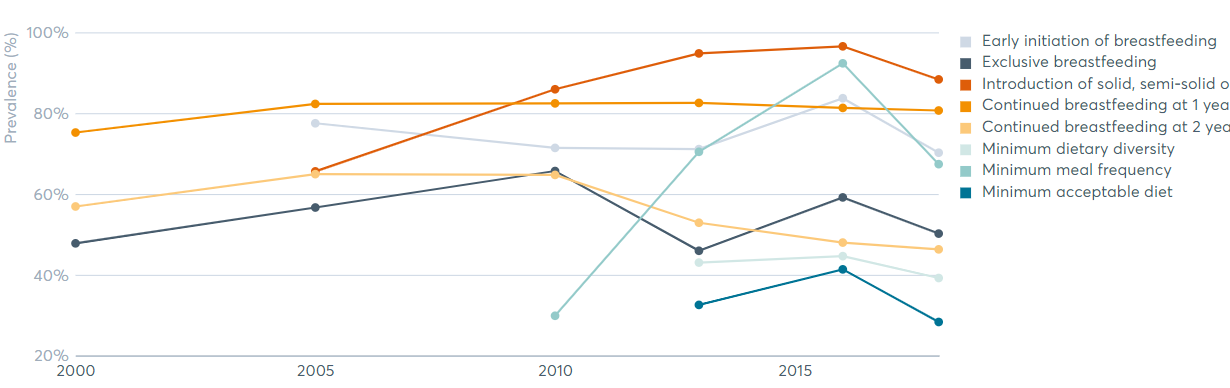 Prevalence (%)
100%
80%
60%
40%
20%
2000
2005
2010
2015
Early initiation of breastfeeding
Exclusive breastfeeding
Introduction of solid, semi-solid o
Continued breastfeeding at 1 yea
Continued breastfeeding at 2 yea
Minimum dietary diversity
Minimum meal frequency
Minimum acceptable diet